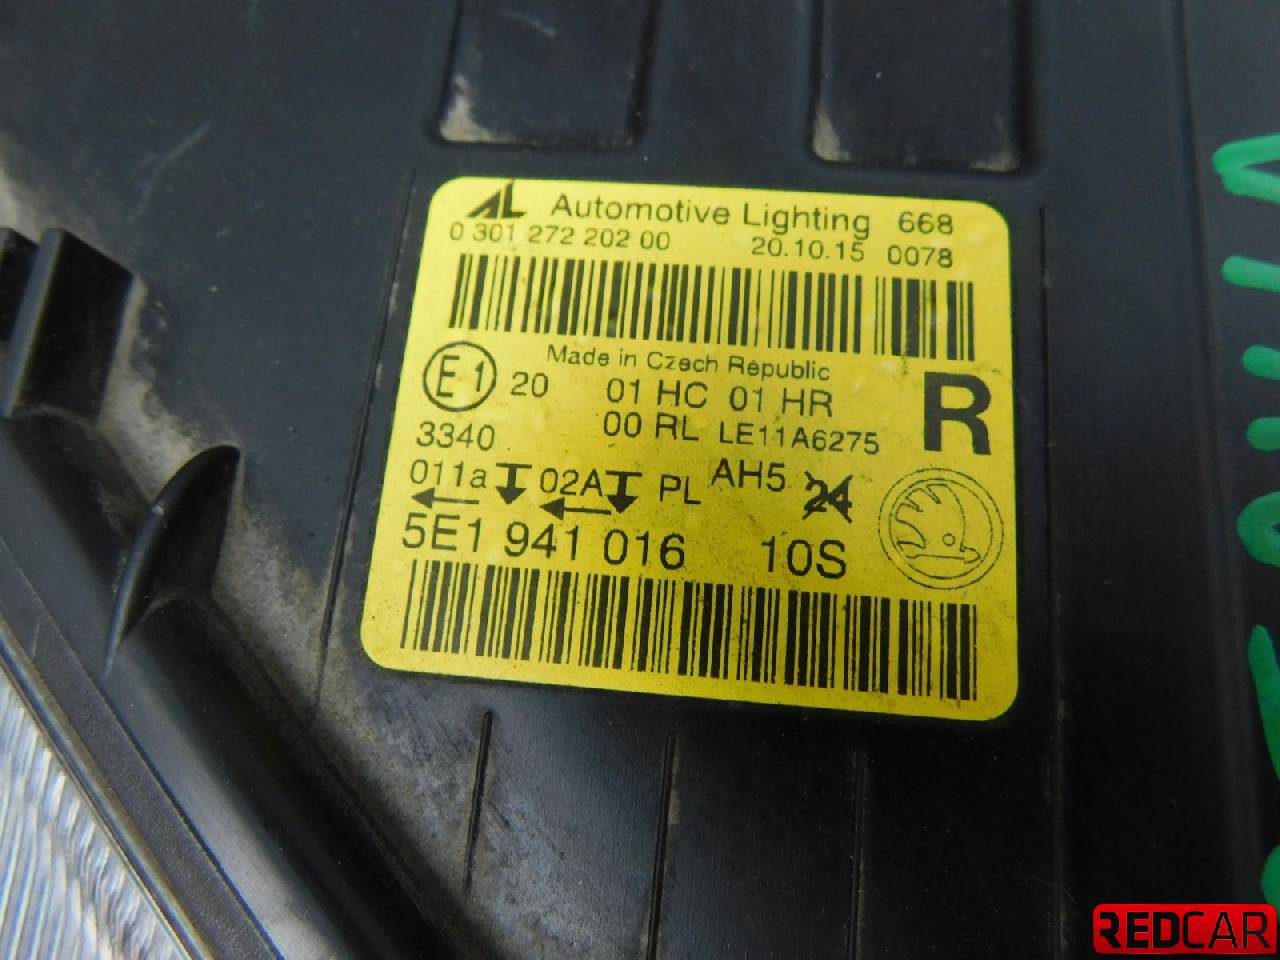 AL Automotive Lighting 668
0 301 272 202 00 20.10.15 0078
Made in Czech Republic
E1 20 01 HC 01 HR R
3340 00 RL LE11A6275
011a 02A PL AH5 24
5E1 941 016 10S
REDCAR